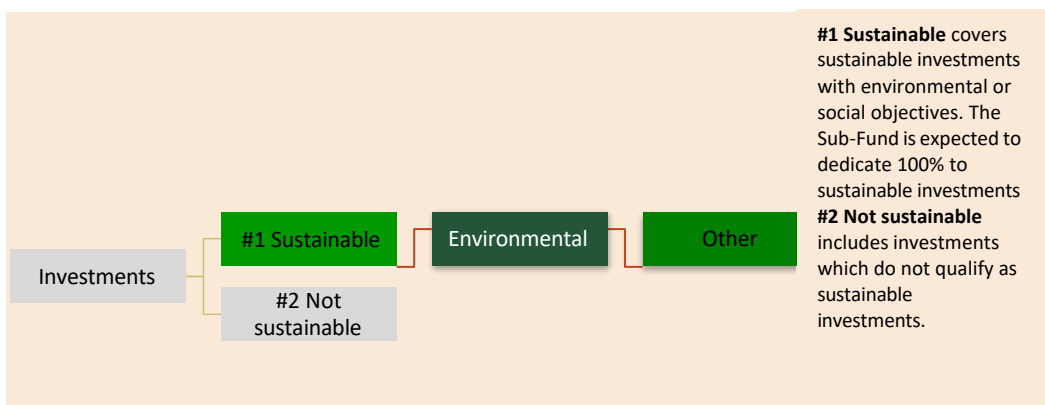 #1 Sustainable covers
sustainable investments
with environmental or
social objectives. The
Sub-Fund is expected to
dedicate 100% to
sustainable investments
#2 Not sustainable
includes investments
which do not qualify as
sustainable
investments.
Investments
#1 Sustainable
Environmental
Other
#2 Not
sustainable